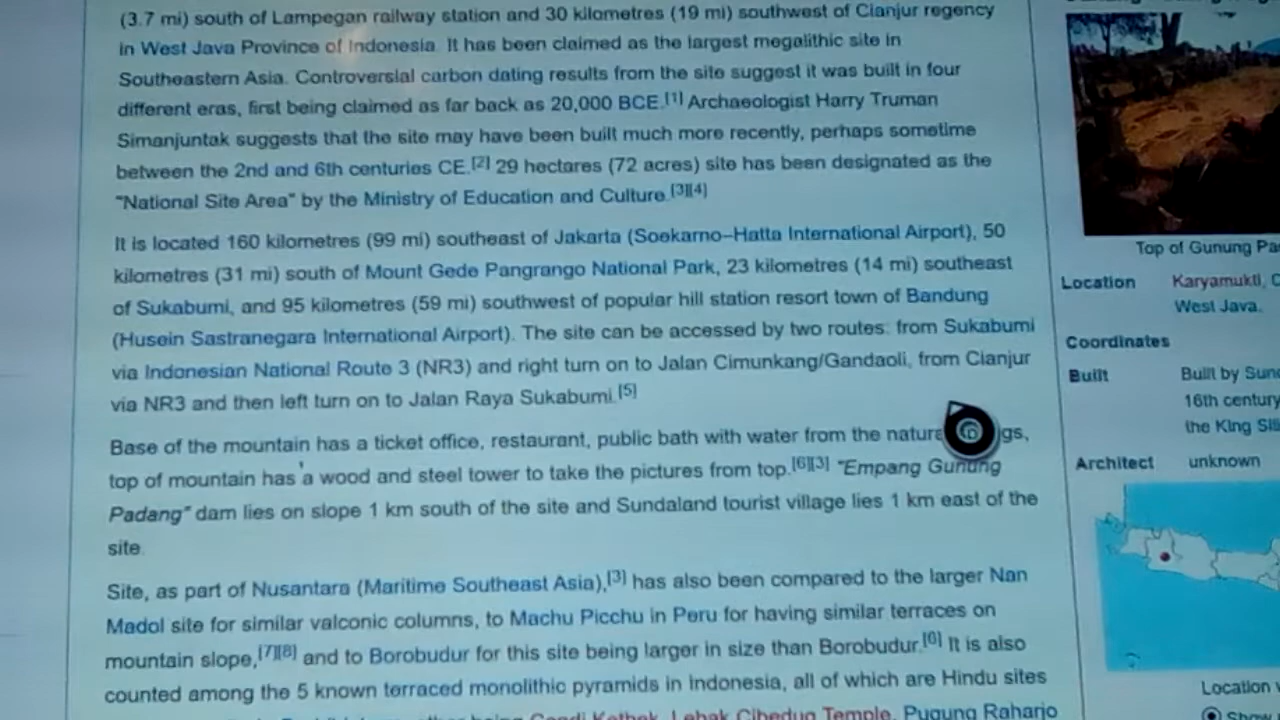 (3.7 mi) south of Lampegan railway station and 30 kilometres (19 mi) southwest of Cianjur regency
in West Java Province of Indonesia. It has been claimed as the largest megalithic site in
Southeastern Asia. Controversial carbon dating results from the site suggest it was built in four
different eras, first being claimed as far back as 20,000 BCE.[1] Archaeologist Harry Truman
Simanjuntak suggests that the site may have been built much more recently, perhaps sometime
between the 2nd and 6th centuries CE.[2] 29 hectares (72 acres) site has been designated as the
"National Site Area" by the Ministry of Education and Culture.[3][4]
It is located 160 kilometres (99 mi) southeast of Jakarta (Soekarno–Hatta International Airport), 50
kilometres (31 mi) south of Mount Gede Pangrango National Park, 23 kilometres (14 mi) southeast
of Sukabumi, and 95 kilometres (59 mi) southwest of popular hill station resort town of Bandung
(Husein Sastranegara International Airport). The site can be accessed by two routes: from Sukabumi
via Indonesian National Route 3 (NR3) and right turn on to Jalan Cimunkang/Gandaoli, from Cianjur
via NR3 and then left turn on to Jalan Raya Sukabumi.[5]
Base of the mountain has a ticket office, restaurant, public bath with water from the natura gs,
top of mountain has a wood and steel tower to take the pictures from top.[6][3] "Empang Gunung
Padang" dam lies on slope 1 km south of the site and Sundaland tourist village lies 1 km east of the
site.
Site, as part of Nusantara (Maritime Southeast Asia),[3] has also been compared to the larger Nan
Madol site for similar valconic columns, to Machu Picchu in Peru for having similar terraces on
mountain slope,[7][8] and to Borobudur for this site being larger in size than Borobudur.[6] It is also
counted among the 5 known terraced monolithic pyramids in Indonesia, all of which are Hindu sites
Candi Kethek, Lebak Cibedug Temple, Pugung Raharjo
Top of Gunung Pa
Location Karyamukti, C
West Java.
Coordinates
Built Built by Sund
16th century
the King Sili
Architect unknown
Location
Show